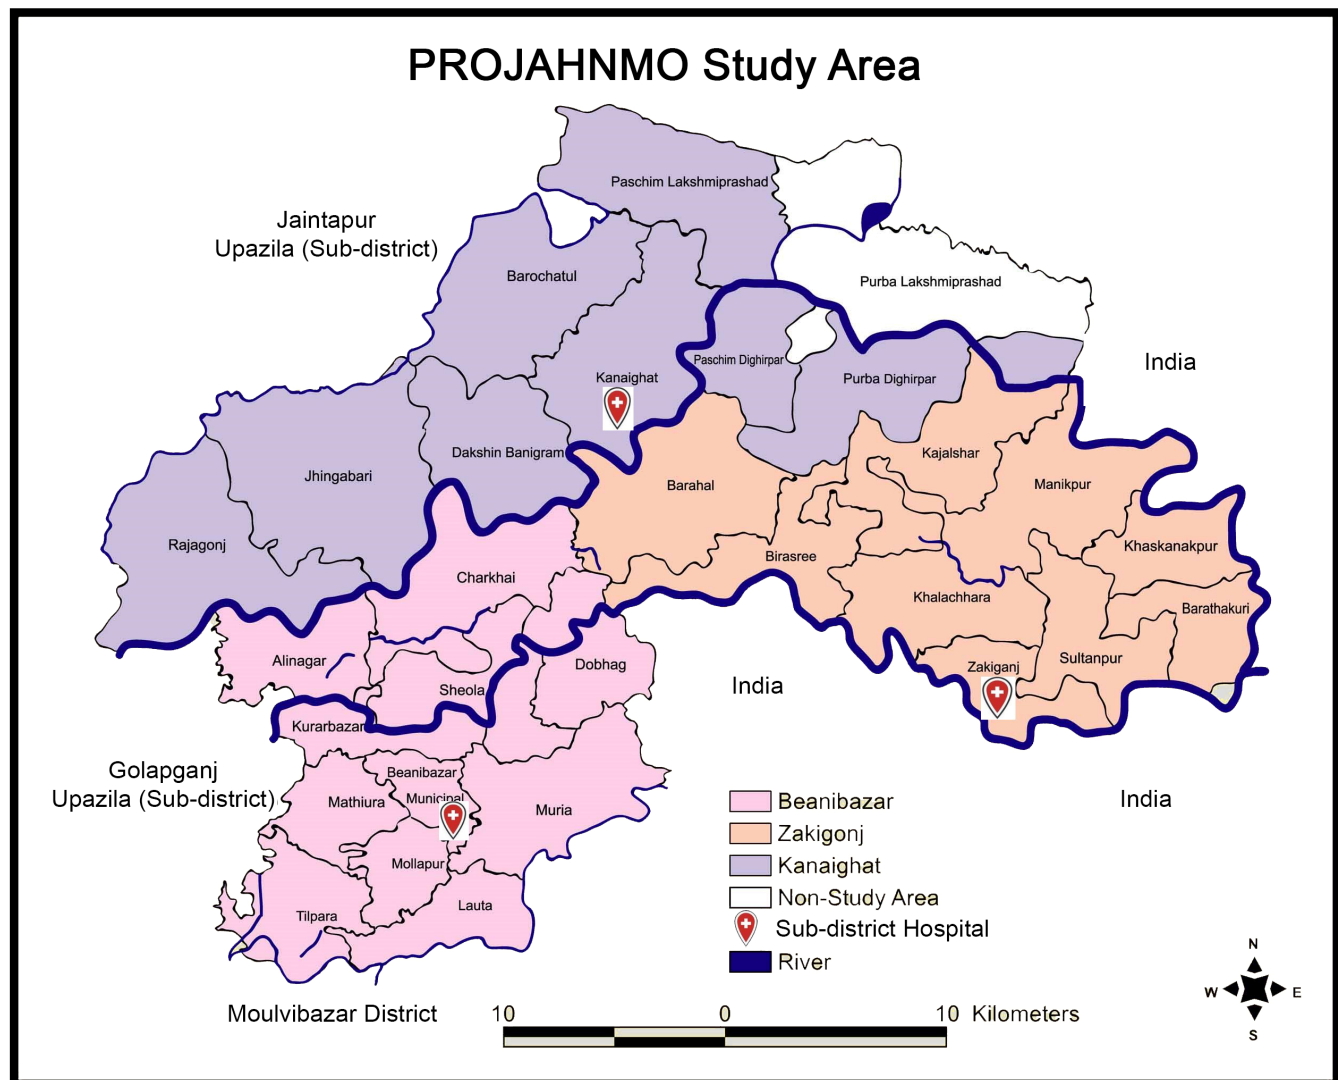 PROJAHNMO Study Area
Paschim Lakshmiprashad
Jaintapur
Upazila (Sub-district)
Barochatul
Purba Lakshmiprashad
Paschim Dighirpar
India
Kanaighat
Purba Dighirpar
Dakshin Banigram
Kajalshar
Jhingabari
Barahal
Manikpur
Rajagonj
Birasree
Khaskanakpur
Charkhai
Khalachhara
Barathakuri
Alinagar
Dobhag
Zakiganj
Sultanpur
Sheola
India
Kurarbazar
Golapganj
Upazila (Sub-district)
Beanibazar
Municipal
Mathiura
Muria
India
Mollapur
Tilpara
Lauta
Beanibazar
Zakigonj
Kanaighat
Non-Study Area
Sub-district Hospital
River
N
W
E
S
Moulvibazar District
10 0 10 Kilometers